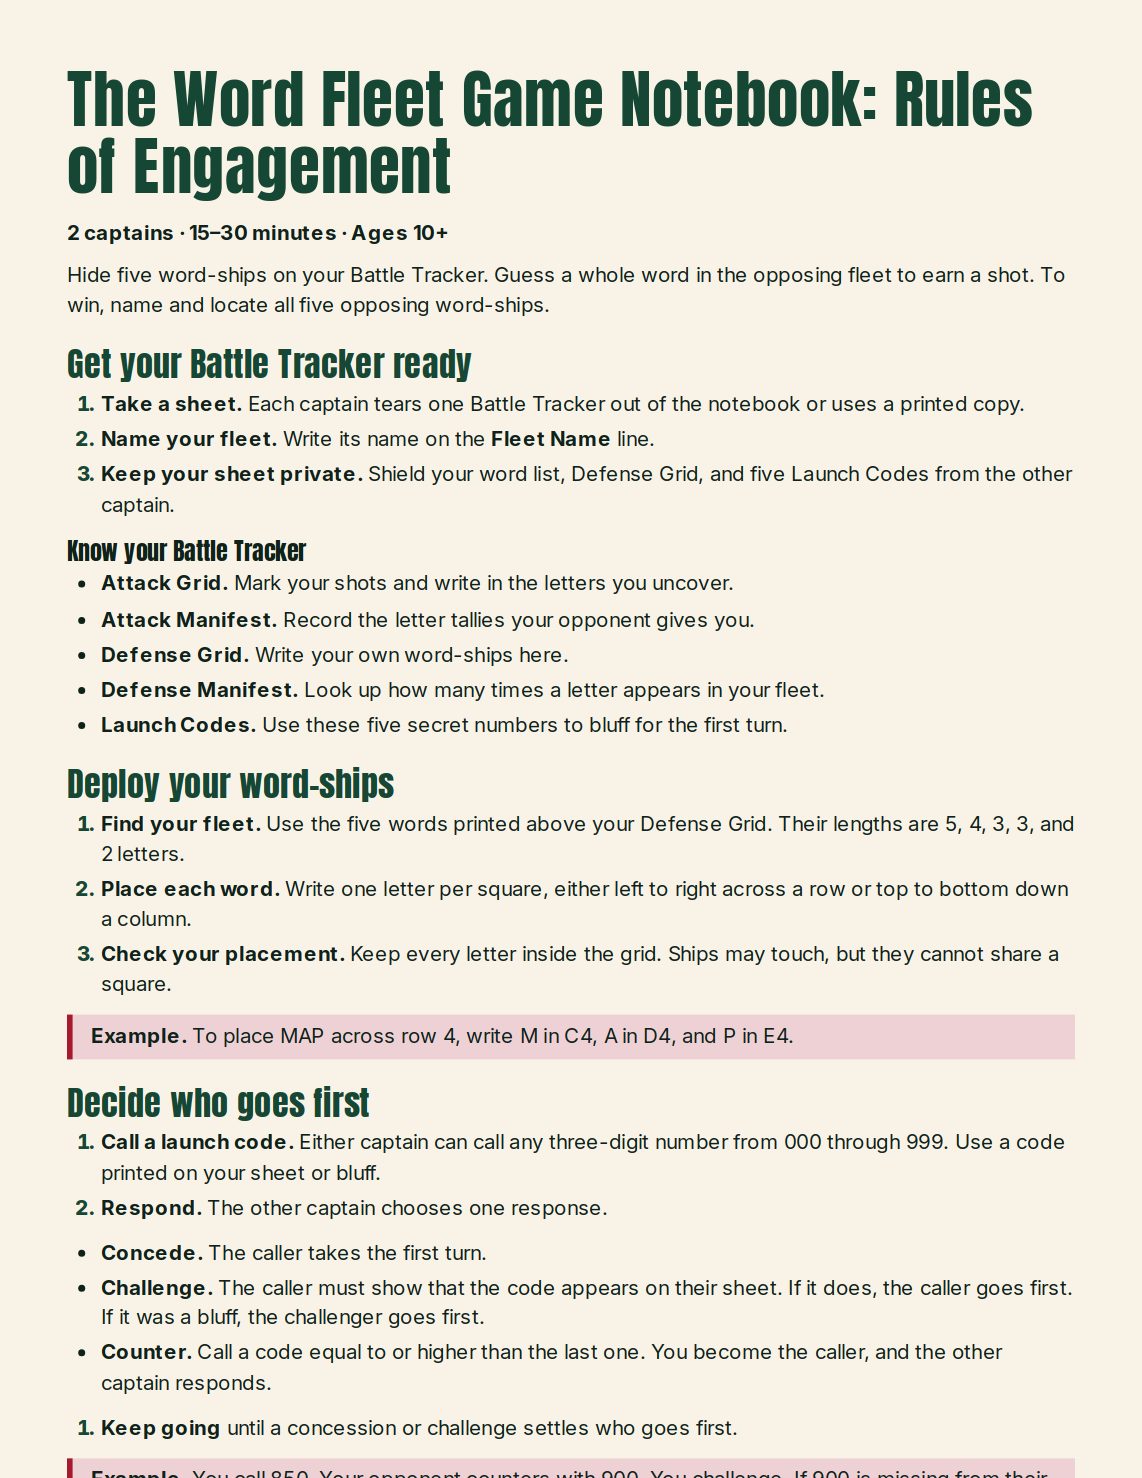 The Word Fleet Game Notebook: Rules
of Engagement
2 captains · 15–30 minutes · Ages 10+
Hide five word-ships on your Battle Tracker. Guess a whole word in the opposing fleet to earn a shot. To
win, name and locate all five opposing word-ships.
Get your Battle Tracker ready
1. Take a sheet. Each captain tears one Battle Tracker out of the notebook or uses a printed copy.
2. Name your fleet. Write its name on the Fleet Name line.
3. Keep your sheet private. Shield your word list, Defense Grid, and five Launch Codes from the other
captain.
Know your Battle Tracker
• Attack Grid. Mark your shots and write in the letters you uncover.
• Attack Manifest. Record the letter tallies your opponent gives you.
• Defense Grid. Write your own word-ships here.
• Defense Manifest. Look up how many times a letter appears in your fleet.
• Launch Codes. Use these five secret numbers to bluff for the first turn.
Deploy your word-ships
1. Find your fleet. Use the five words printed above your Defense Grid. Their lengths are 5, 4, 3, 3, and
2 letters.
2. Place each word. Write one letter per square, either left to right across a row or top to bottom down
a column.
3. Check your placement. Keep every letter inside the grid. Ships may touch, but they cannot share a
square.
Example. To place MAP across row 4, write M in C4, A in D4, and P in E4.
Decide who goes first
1. Call a launch code. Either captain can call any three-digit number from 000 through 999. Use a code
printed on your sheet or bluff.
2. Respond. The other captain chooses one response.
• Concede. The caller takes the first turn.
• Challenge. The caller must show that the code appears on their sheet. If it does, the caller goes first.
If it was a bluff, the challenger goes first.
• Counter. Call a code equal to or higher than the last one. You become the caller, and the other
captain responds.
1. Keep going until a concession or challenge settles who goes first.
Example. You call 850. Your opponent counters with 900. You challenge. If 900 is missing from their